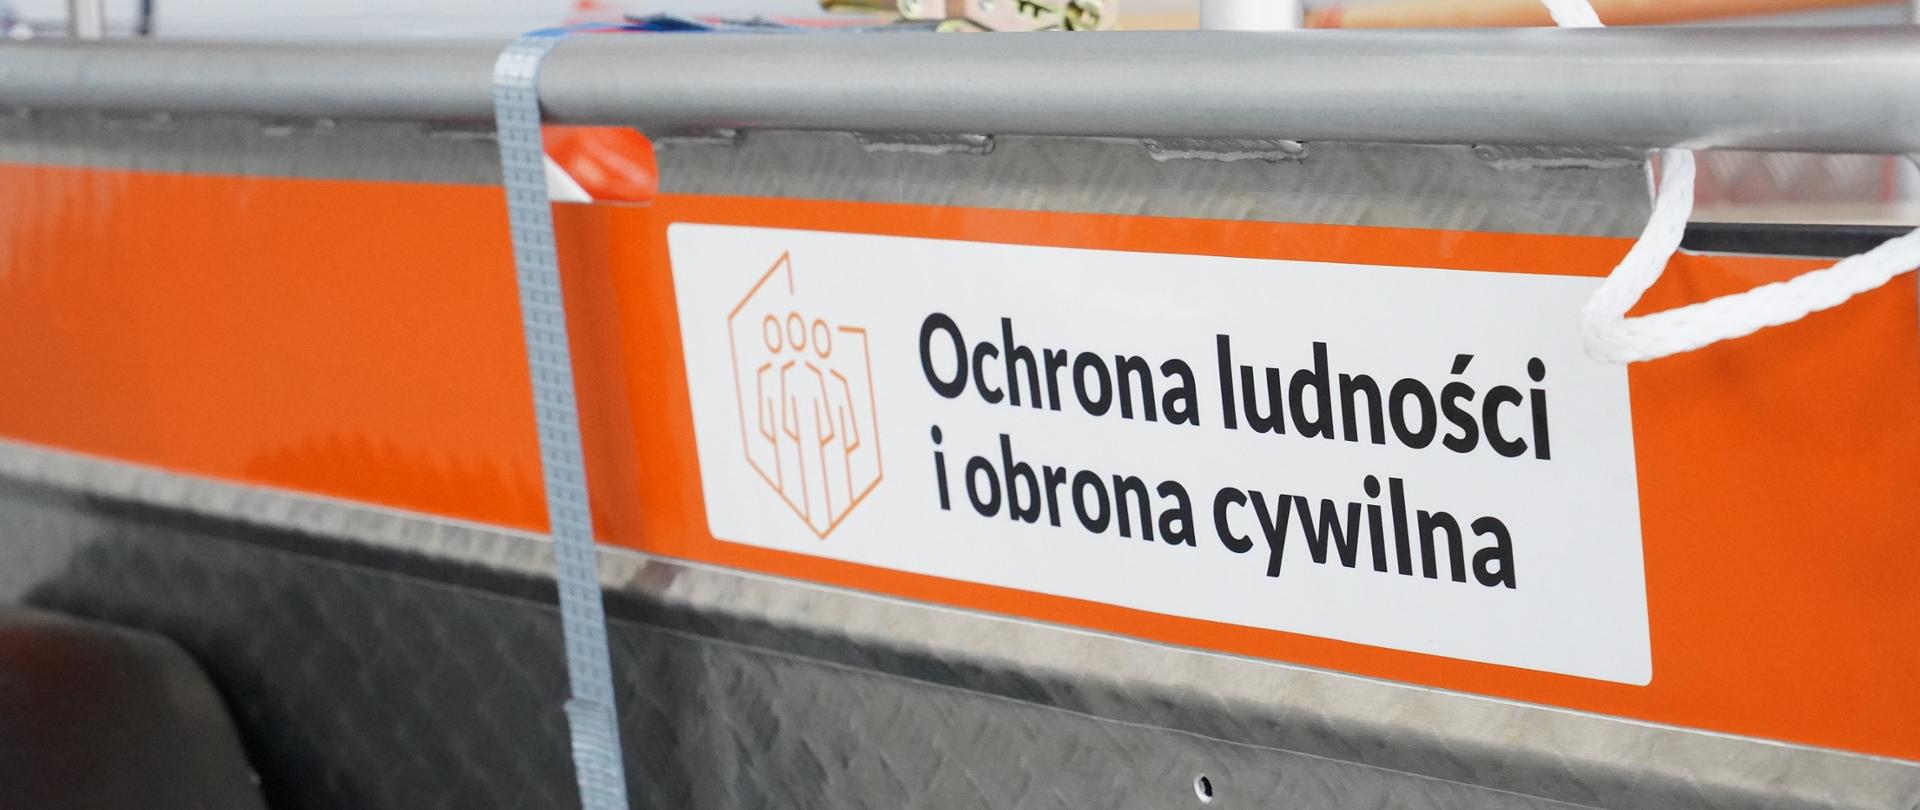 Ochrona ludności
i obrona cywilna